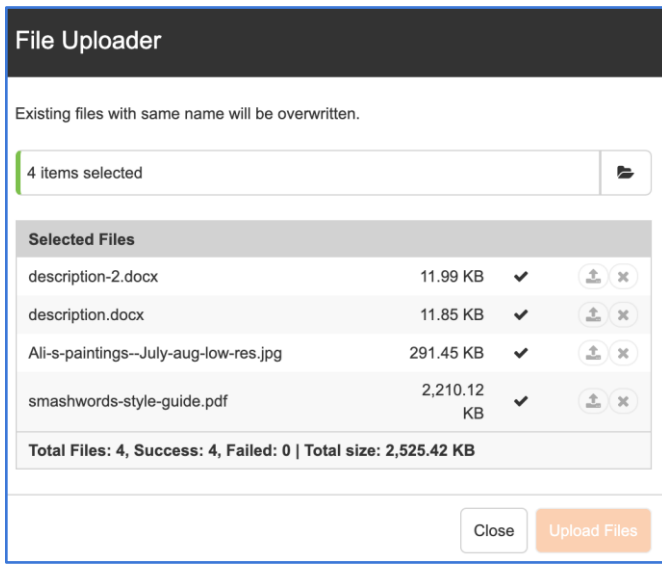 File Uploader
Existing files with same name will be overwritten.
4 items selected
Selected Files
description-2.docx 11.99 KB
description.docx 11.85 KB
Ali-s-paintings--July-aug-low-res.jpg 291.45 KB
smashwords-style-guide.pdf 2,210.12 KB
Total Files: 4, Success: 4, Failed: 0 | Total size: 2,525.42 KB
Close Upload Files